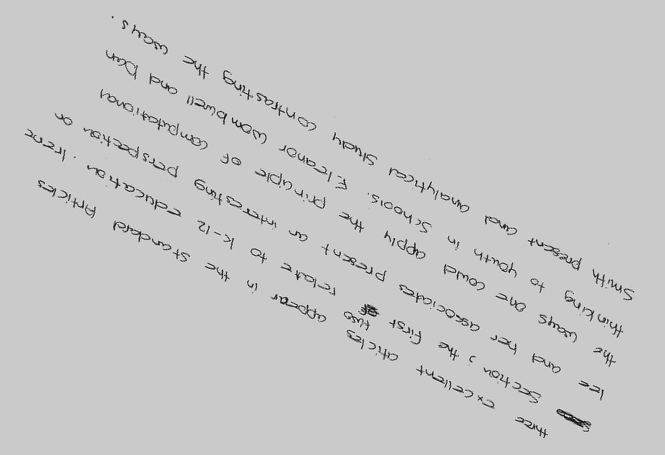 three excellent aticles appear in the standard Articles
section; the first two relate to K-12 education. Irene
lee and her associates present an interesting perspection on
the ways one could apply the principle of computational
thinking to youth in schools. Eleanor Wombwell and Dan
Smith present and analytical study contrasting the ways.